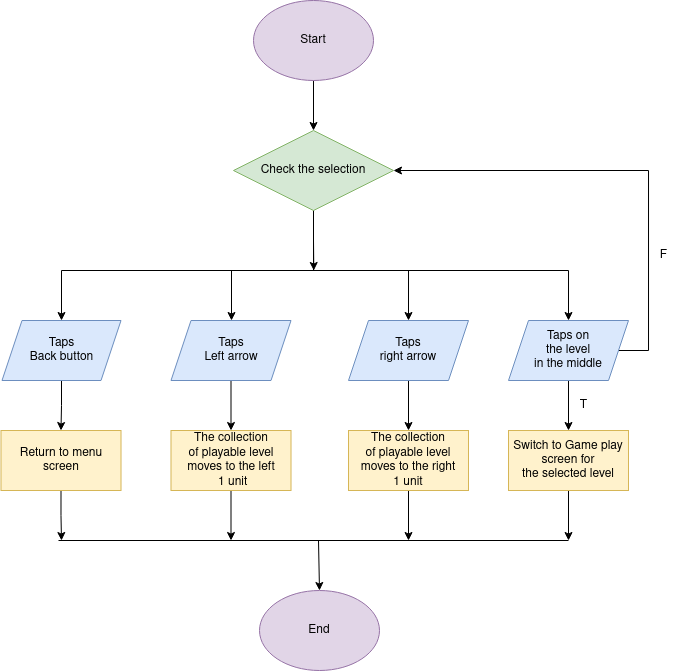 Start
Check the selection
F
Taps
Back button
Taps
Left arrow
Taps
right arrow
Taps on
the level
in the middle
T
Return to menu
screen
The collection
of playable level
moves to the left
1 unit
The collection
of playable level
moves to the right
1 unit
Switch to Game play
screen for
the selected level
End